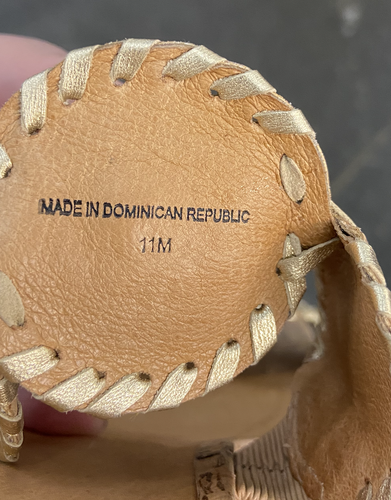 MADE IN DOMINICAN REPUBLIC
11M